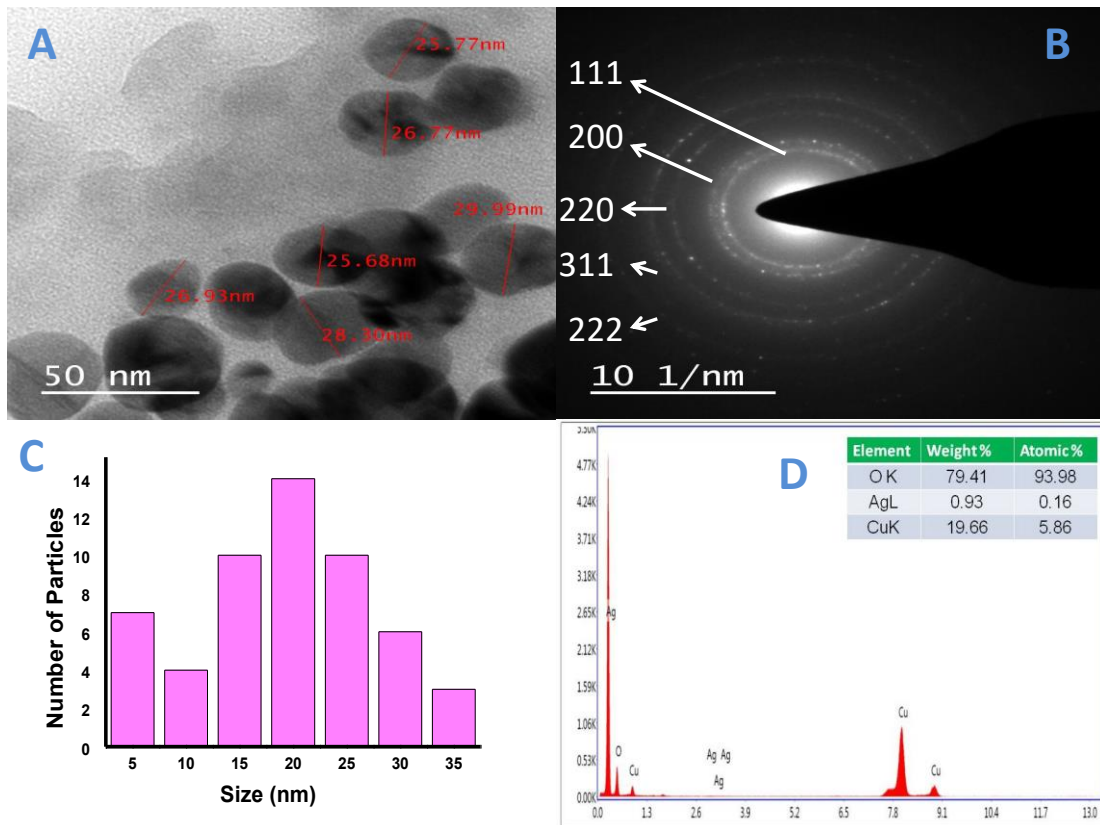 A
25.77nm
26.77nm
29.99nm
25.68nm
26.93nm
28.30nm
50 nm
B
111
200
220
311
222
10 1/nm
C
Number of Particles
14
12
10
8
6
4
2
0
5 10 15 20 25 30 35
Size (nm)
D
Element Weight % Atomic %
O K 79.41 93.98
AgL 0.93 0.16
CuK 19.66 5.86
5.30K
4.77K
4.24K
3.71K
3.18K
2.65K
2.12K
1.59K
1.06K
0.53K
0.00K
Ag
O
Cu
Ag Ag
Ag
Cu
Cu
0.0 1.3 2.6 3.9 5.2 6.5 7.8 9.1 10.4 11.7 13.0